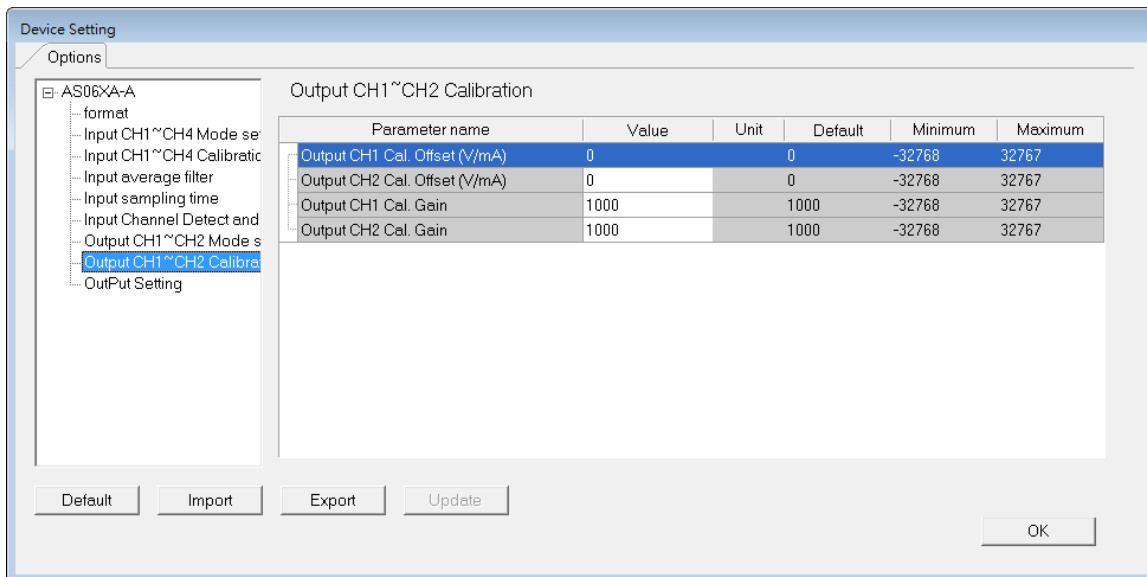 Device Setting
Options
AS06XA-A
format
Input CH1~CH4 Mode set
Input CH1~CH4 Calibratic
Input average filter
Input sampling time
Input Channel Detect and
Output CH1~CH2 Mode s
Output CH1~CH2 Calibra
OutPut Setting
Output CH1~CH2 Calibration
Parameter name Value Unit Default Minimum Maximum
Output CH1 Cal. Offset (V/mA) 0 0 -32768 32767
Output CH2 Cal. Offset (V/mA) 0 0 -32768 32767
Output CH1 Cal. Gain 1000 1000 -32768 32767
Output CH2 Cal. Gain 1000 1000 -32768 32767
Default Import Export Update
OK